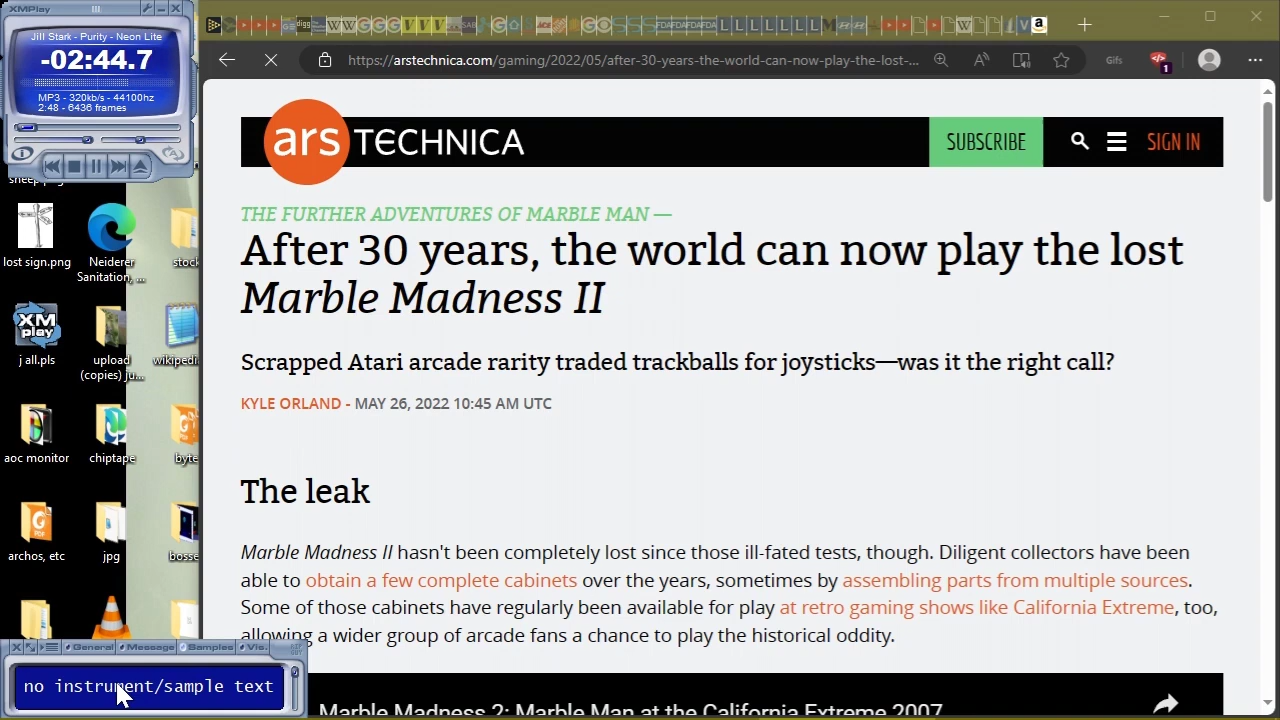 XMPlay
Jill Stark - Purity - Neon Lite
-02:44.7
MP3 - 320kb/s - 44100hz
2:48 - 6436 frames
https://arstechnica.com/gaming/2022/05/after-30-years-the-world-can-now-play-the-lost-...
Gifs
1
ars TECHNICA
SUBSCRIBE
SIGN IN
THE FURTHER ADVENTURES OF MARBLE MAN —
After 30 years, the world can now play the lost
Marble Madness II
Scrapped Atari arcade rarity traded trackballs for joysticks—was it the right call?
KYLE ORLAND - MAY 26, 2022 10:45 AM UTC
The leak
Marble Madness II hasn't been completely lost since those ill-fated tests, though. Diligent collectors have been
able to obtain a few complete cabinets over the years, sometimes by assembling parts from multiple sources.
Some of those cabinets have regularly been available for play at retro gaming shows like California Extreme, too,
allowing a wider group of arcade fans a chance to play the historical oddity.
Marble Madness 2: Marble Man at the California Extreme 2007
lost sign.png
Neiderer
Sanitation, ...
stock
XM
play
j all.pls
upload
(copies) ju...
wikipedi
aoc monitor
chiptape
byte
PDF
archos, etc
jpg
bosse
General
Message
Samples
Vis.
no instrument/sample text